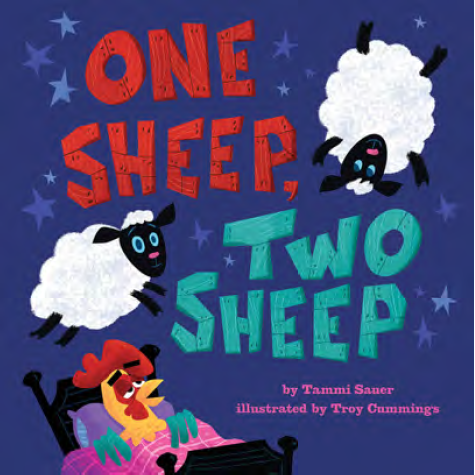 ONE
SHEEP,
TWO
SHEEP
by Tammi Sauer
illustrated by Troy Cummings